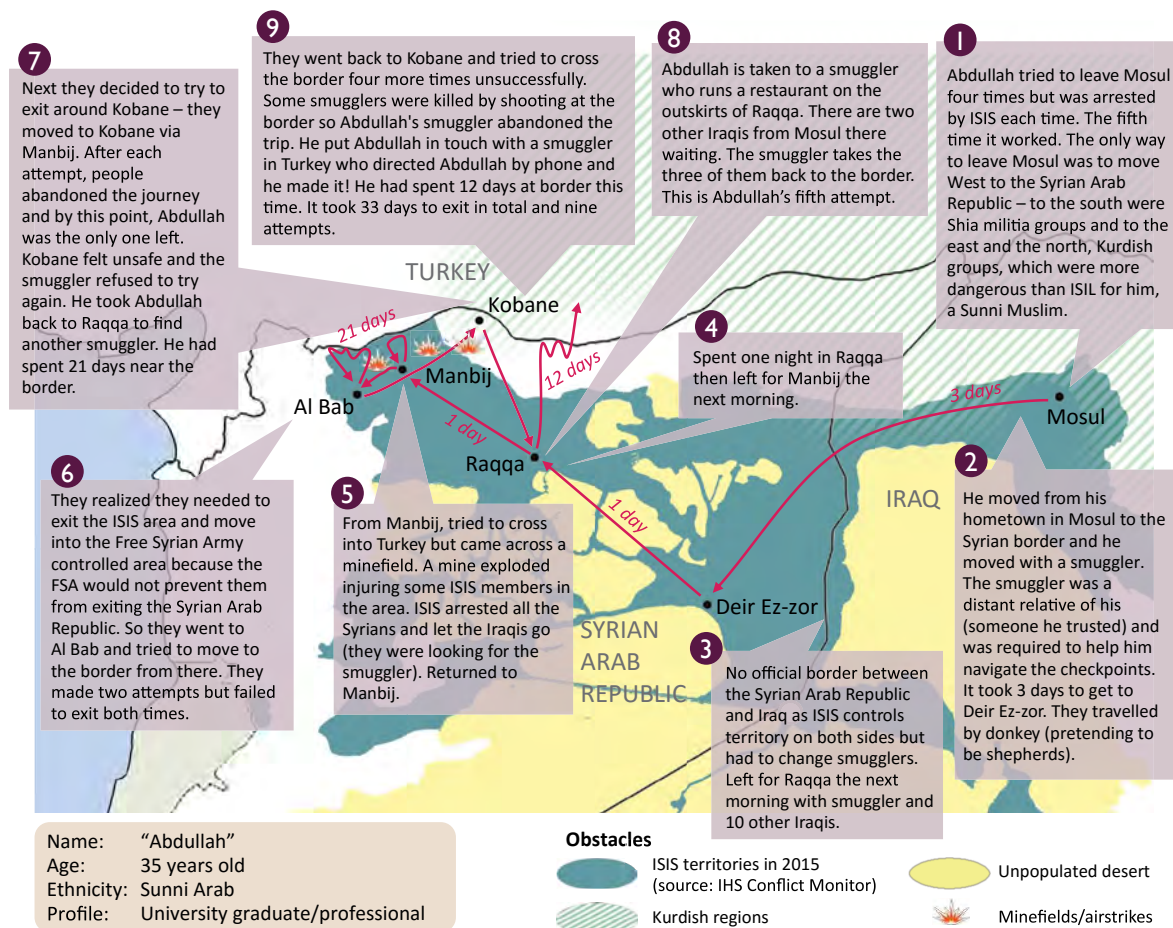 1
Abdullah tried to leave Mosul
four times but was arrested
by ISIS each time. The fifth
time it worked. The only way
to leave Mosul was to move
West to the Syrian Arab
Republic – to the south were
Shia militia groups and to the
east and the north, Kurdish
groups, which were more
dangerous than ISIL for him,
a Sunni Muslim.
2
He moved from his
hometown in Mosul to the
Syrian border and he
moved with a smuggler.
The smuggler was a
distant relative of his
(someone he trusted) and
was required to help him
navigate the checkpoints.
It took 3 days to get to
Deir Ez-zor. They travelled
by donkey (pretending to
be shepherds).
3
No official border between
the Syrian Arab Republic
and Iraq as ISIS controls
territory on both sides but
had to change smugglers.
Left for Raqqa the next
morning with smuggler and
10 other Iraqis.
4
Spent one night in Raqqa
then left for Manbij the
next morning.
5
From Manbij, tried to cross
into Turkey but came across a
minefield. A mine exploded
injuring some ISIS members in
the area. ISIS arrested all the
Syrians and let the Iraqis go
(they were looking for the
smuggler). Returned to
Manbij.
6
They realized they needed to
exit the ISIS area and move
into the Free Syrian Army
controlled area because the
FSA would not prevent them
from exiting the Syrian Arab
Republic. So they went to
Al Bab and tried to move to
the border from there. They
made two attempts but failed
to exit both times.
7
Next they decided to try to
exit around Kobane – they
moved to Kobane via
Manbij. After each
attempt, people
abandoned the journey
and by this point, Abdullah
was the only one left.
Kobane felt unsafe and the
smuggler refused to try
again. He took Abdullah
back to Raqqa to find
another smuggler. He had
spent 21 days near the
border.
8
Abdullah is taken to a smuggler
who runs a restaurant on the
outskirts of Raqqa. There are two
other Iraqis from Mosul there
waiting. The smuggler takes the
three of them back to the border.
This is Abdullah's fifth attempt.
9
They went back to Kobane and tried to cross
the border four more times unsuccessfully.
Some smugglers were killed by shooting at the
border so Abdullah's smuggler abandoned the
trip. He put Abdullah in touch with a smuggler
in Turkey who directed Abdullah by phone and
he made it! He had spent 12 days at border this
time. It took 33 days to exit in total and nine
attempts.
TURKEY
Kobane
21 days
12 days
Manbij
Al Bab
1 day
Raqqa
3 days
Mosul
IRAQ
1 day
Deir Ez-zor
SYRIAN
ARAB
REPUBLIC
Name: "Abdullah"
Age: 35 years old
Ethnicity: Sunni Arab
Profile: University graduate/professional
Obstacles
ISIS territories in 2015
(source: IHS Conflict Monitor)
Kurdish regions
Unpopulated desert
Minefields/airstrikes